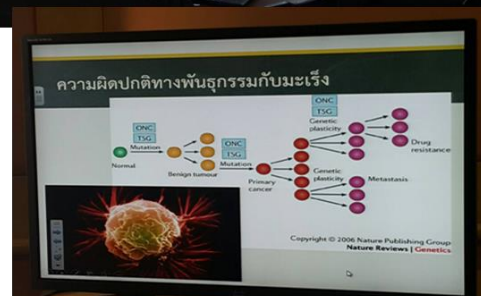 ความผิดปกติทางพันธุกรรมกับมะเร็ง
ONC
TSG
Mutation
Normal
Benign tumour
ONC
TSG
Mutation
Primary
cancer
ONC
TSG
Genetic
plasticity
Drug
resistance
Genetic
plasticity
Metastasis
Copyright © 2006 Nature Publishing Group
Nature Reviews | Genetics